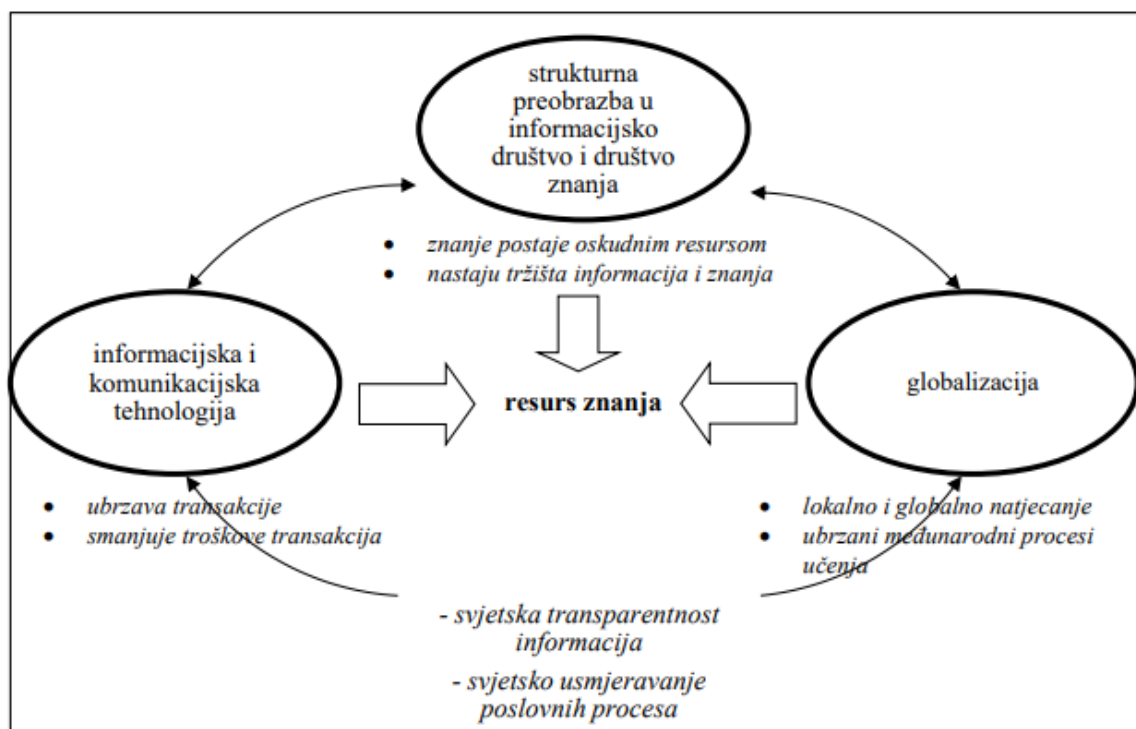 strukturna
preobrazba u
informacijsko
društvo i društvo
znanja
• znanje postaje oskudnim resursom
• nastaju tržišta informacija i znanja
informacijska i
komunikacijska
tehnologija
resurs znanja
globalizacija
• ubrzava transakcije
• smanjuje troškove transakcija
• lokalno i globalno natjecanje
• ubrzani međunarodni procesi
učenja
- svjetska transparentnost
informacija
- svjetsko usmjeravanje
poslovnih procesa